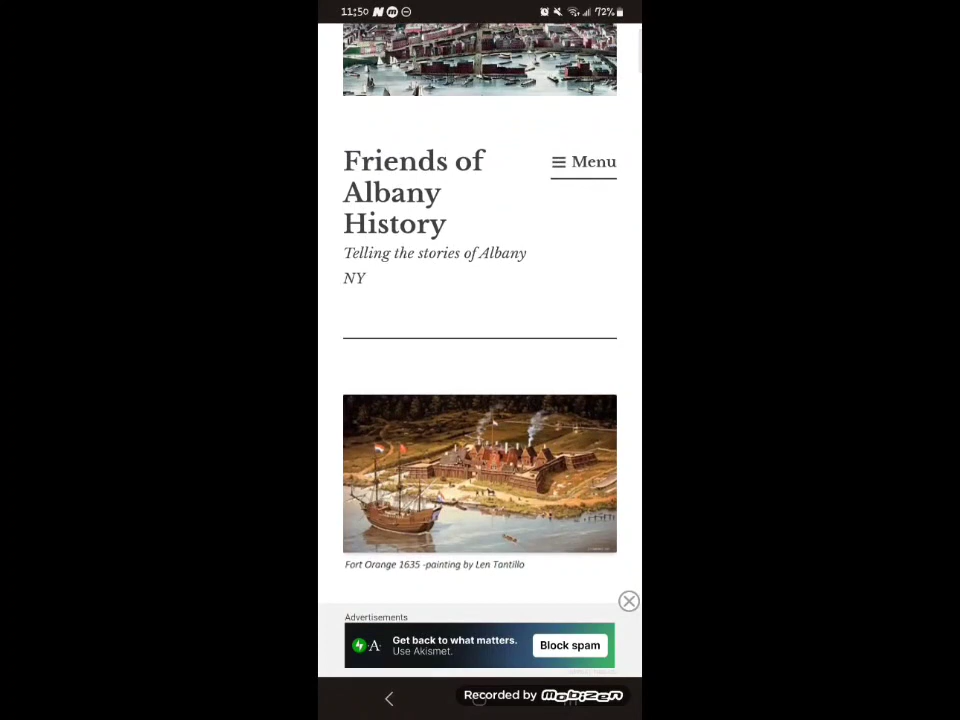 11:50
72%
Friends of
Albany
History
Menu
Telling the stories of Albany
NY
Fort Orange 1635 -painting by Len Tantillo
Advertisements
A
Get back to what matters.
Use Akismet.
Block spam
Recorded by MOBIZEN